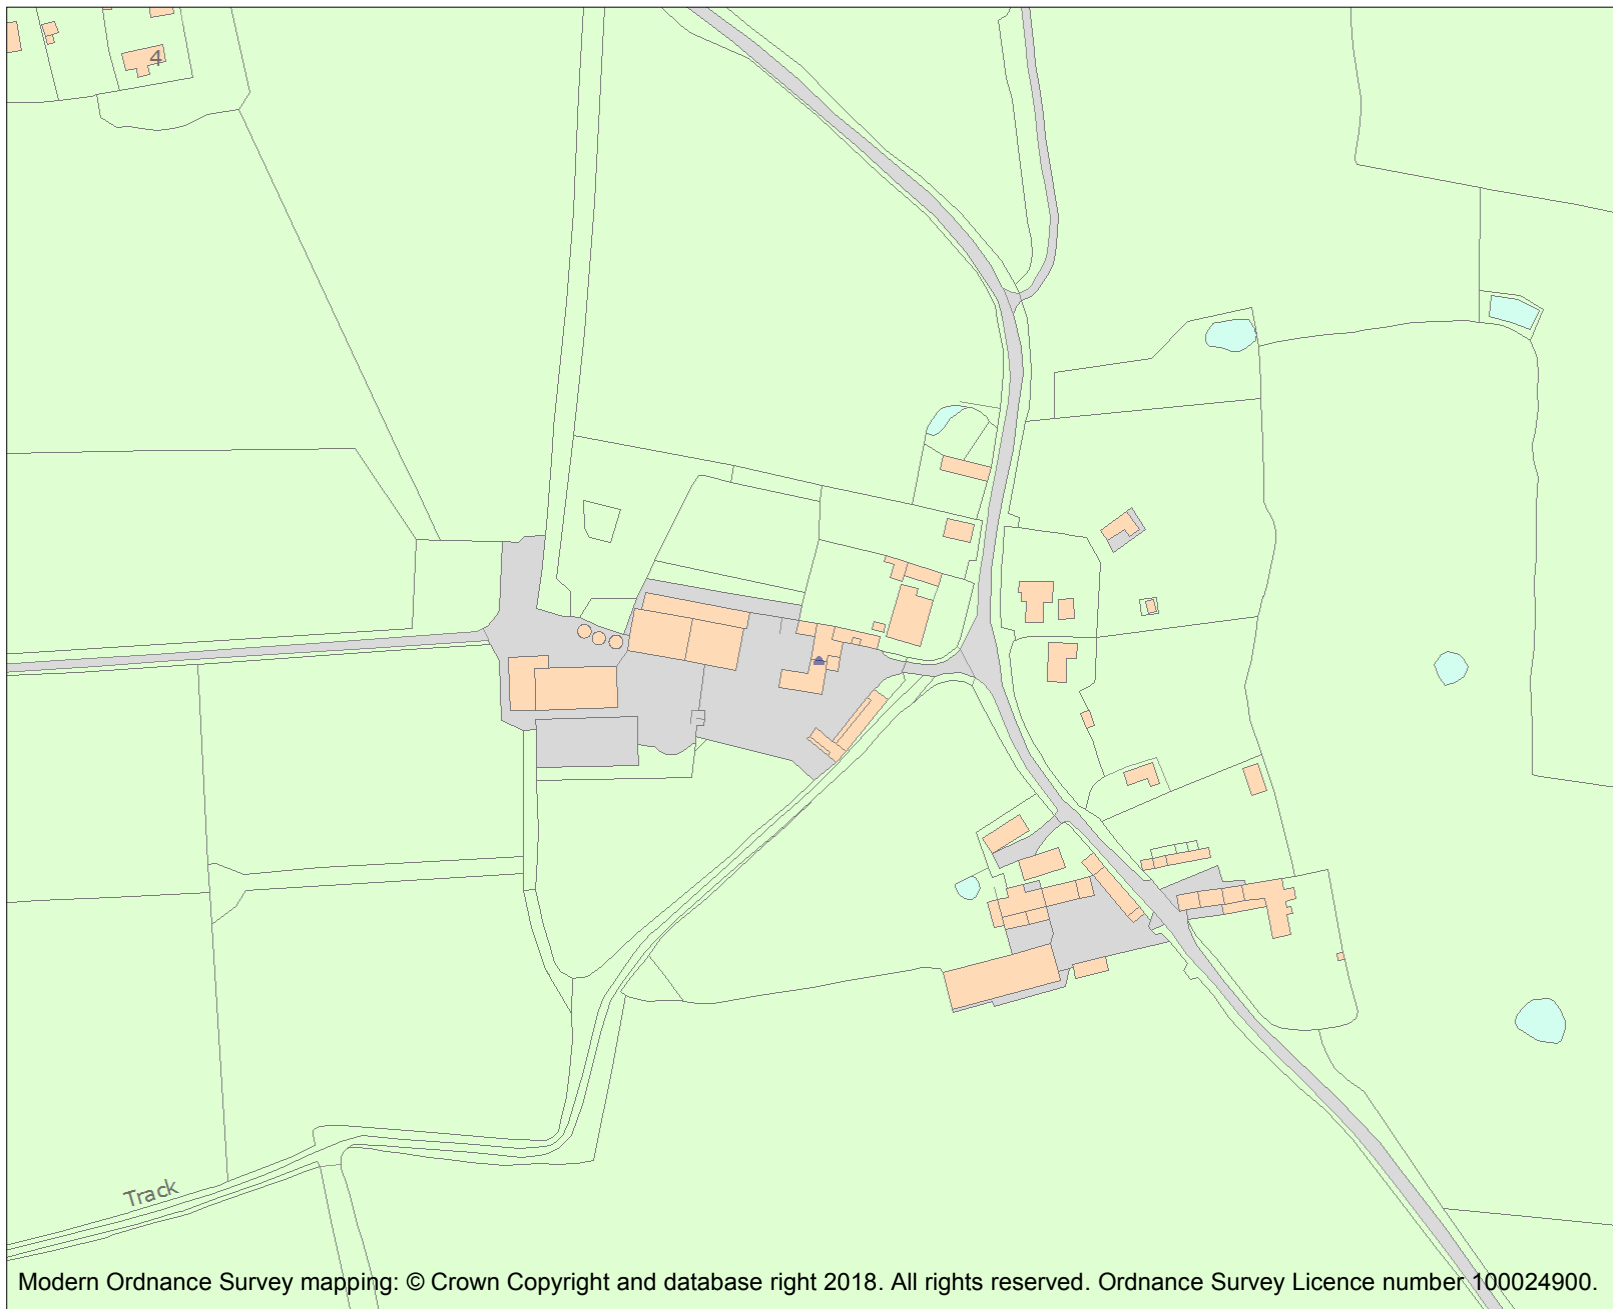 4
Track
Modern Ordnance Survey mapping: © Crown Copyright and database right 2018. All rights reserved. Ordnance Survey Licence number 100024900.